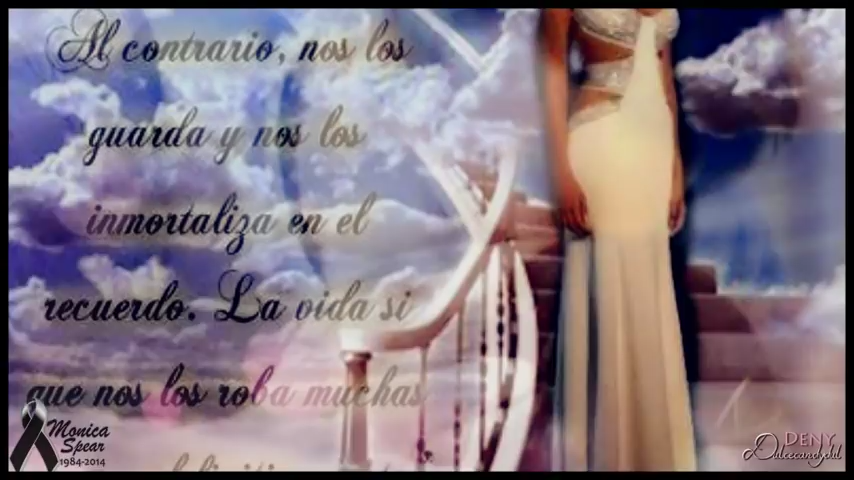 Al contrario, nos los
guarda y nos los
inmortaliza en el
recuerdo. La vida si
que nos los roba muchas
Monica
Spear
1984-2014
DENY
Dulcecandydul